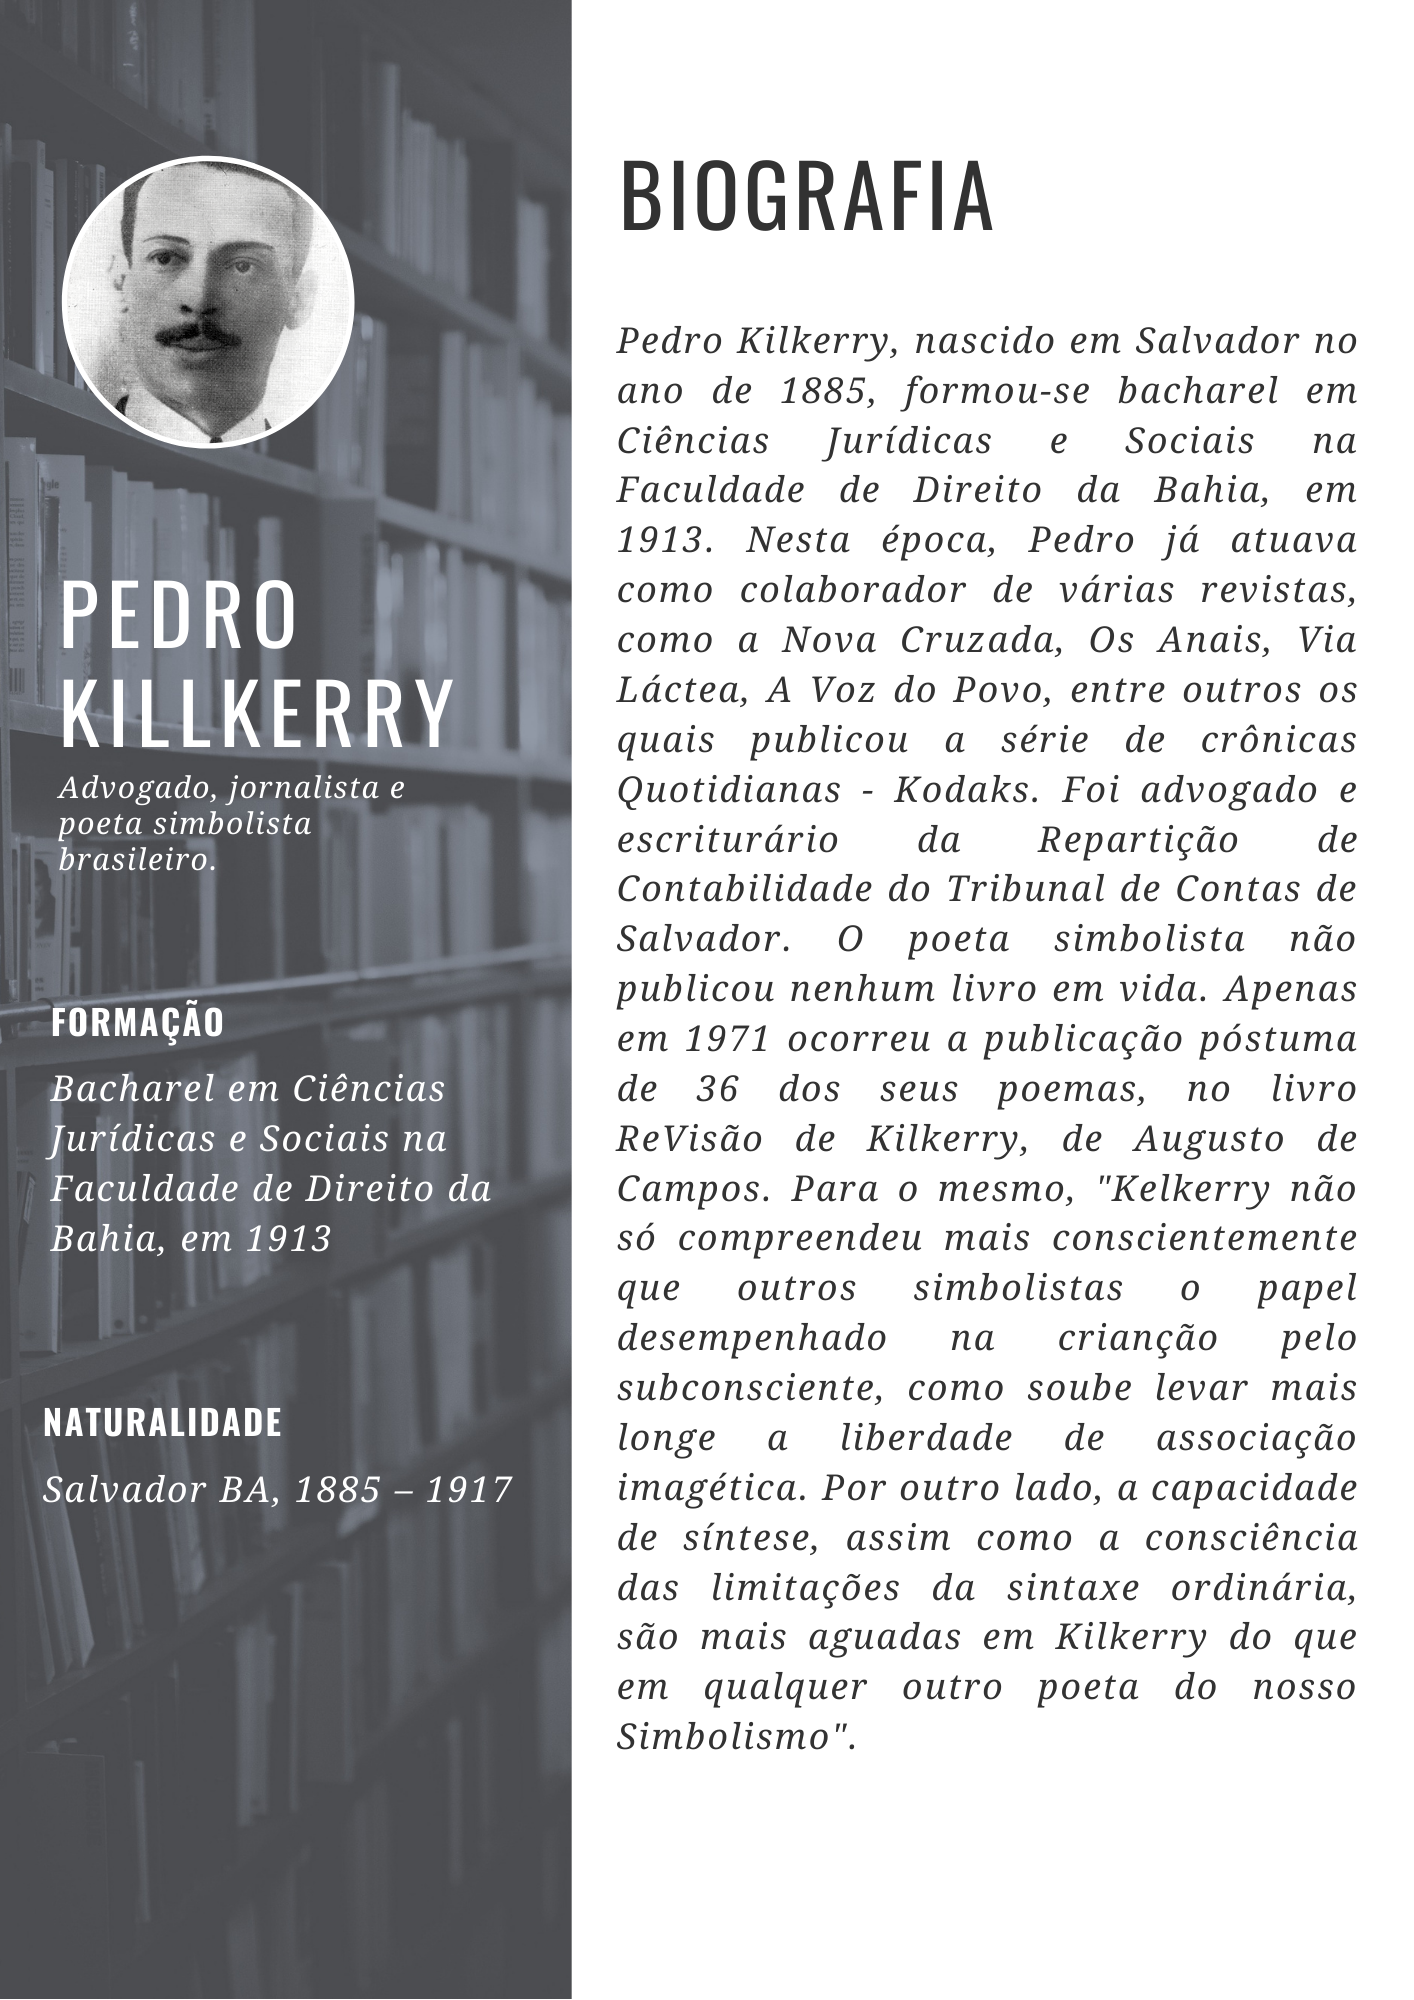 PEDRO
KILLKERRY
Advogado, jornalista e
poeta simbolista
brasileiro.
FORMAÇÃO
Bacharel em Ciências
Jurídicas e Sociais na
Faculdade de Direito da
Bahia, em 1913
NATURALIDADE
Salvador BA, 1885 – 1917
BIOGRAFIA
Pedro Kilkerry, nascido em Salvador no
ano de 1885, formou-se bacharel em
Ciências Jurídicas e Sociais na
Faculdade de Direito da Bahia, em
1913. Nesta época, Pedro já atuava
como colaborador de várias revistas,
como a Nova Cruzada, Os Anais, Via
Láctea, A Voz do Povo, entre outros os
quais publicou a série de crônicas
Quotidianas - Kodaks. Foi advogado e
escriturário da Repartição de
Contabilidade do Tribunal de Contas de
Salvador. O poeta simbolista não
publicou nenhum livro em vida. Apenas
em 1971 ocorreu a publicação póstuma
de 36 dos seus poemas, no livro
ReVisão de Kilkerry, de Augusto de
Campos. Para o mesmo, "Kelkerry não
só compreendeu mais conscientemente
que outros simbolistas o papel
desempenhado na crianção pelo
subconsciente, como soube levar mais
longe a liberdade de associação
imagética. Por outro lado, a capacidade
de síntese, assim como a consciência
das limitações da sintaxe ordinária,
são mais aguadas em Kilkerry do que
em qualquer outro poeta do nosso
Simbolismo".